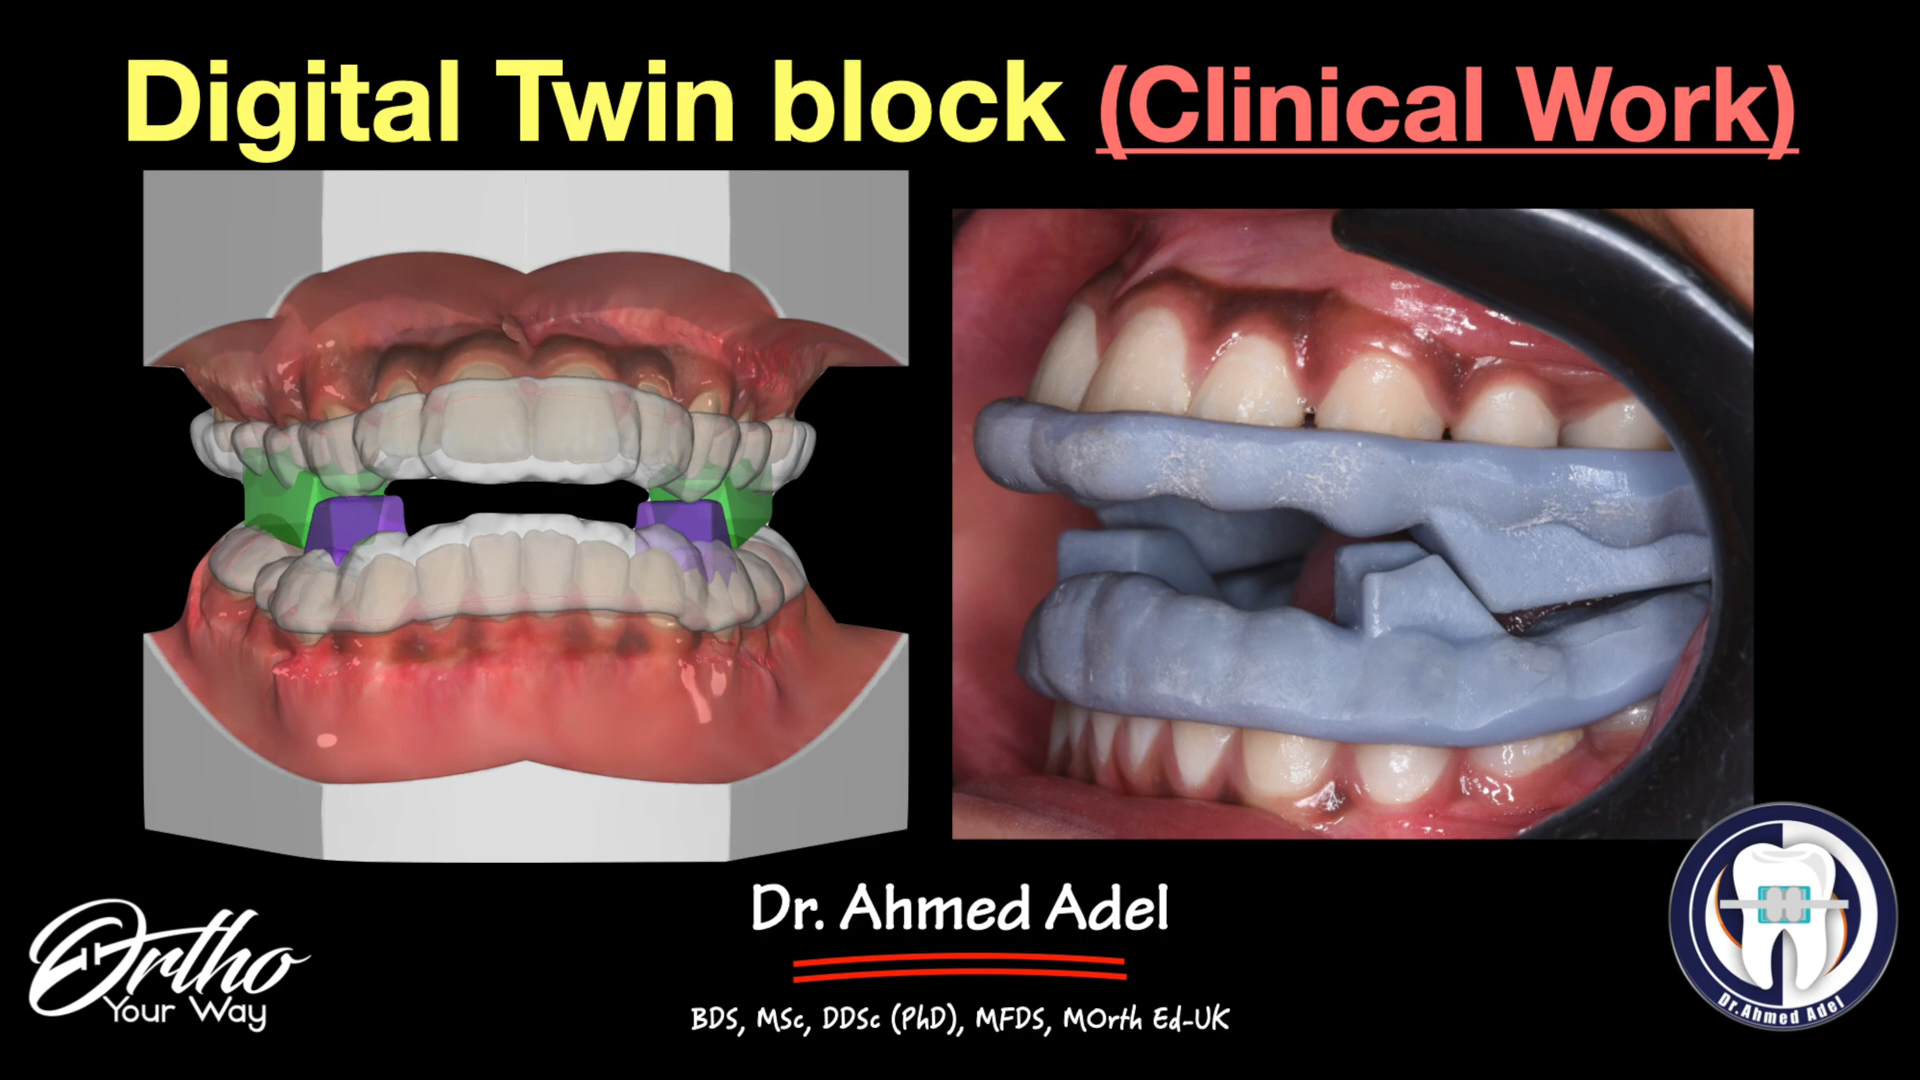 Digital Twin block (Clinical Work)
Dr. Ahmed Adel
BDS, MSc, DDSc (PhD), MFDS, MOrth Ed-UK
Ortho
Your Way
Dr.Ahmed Adel